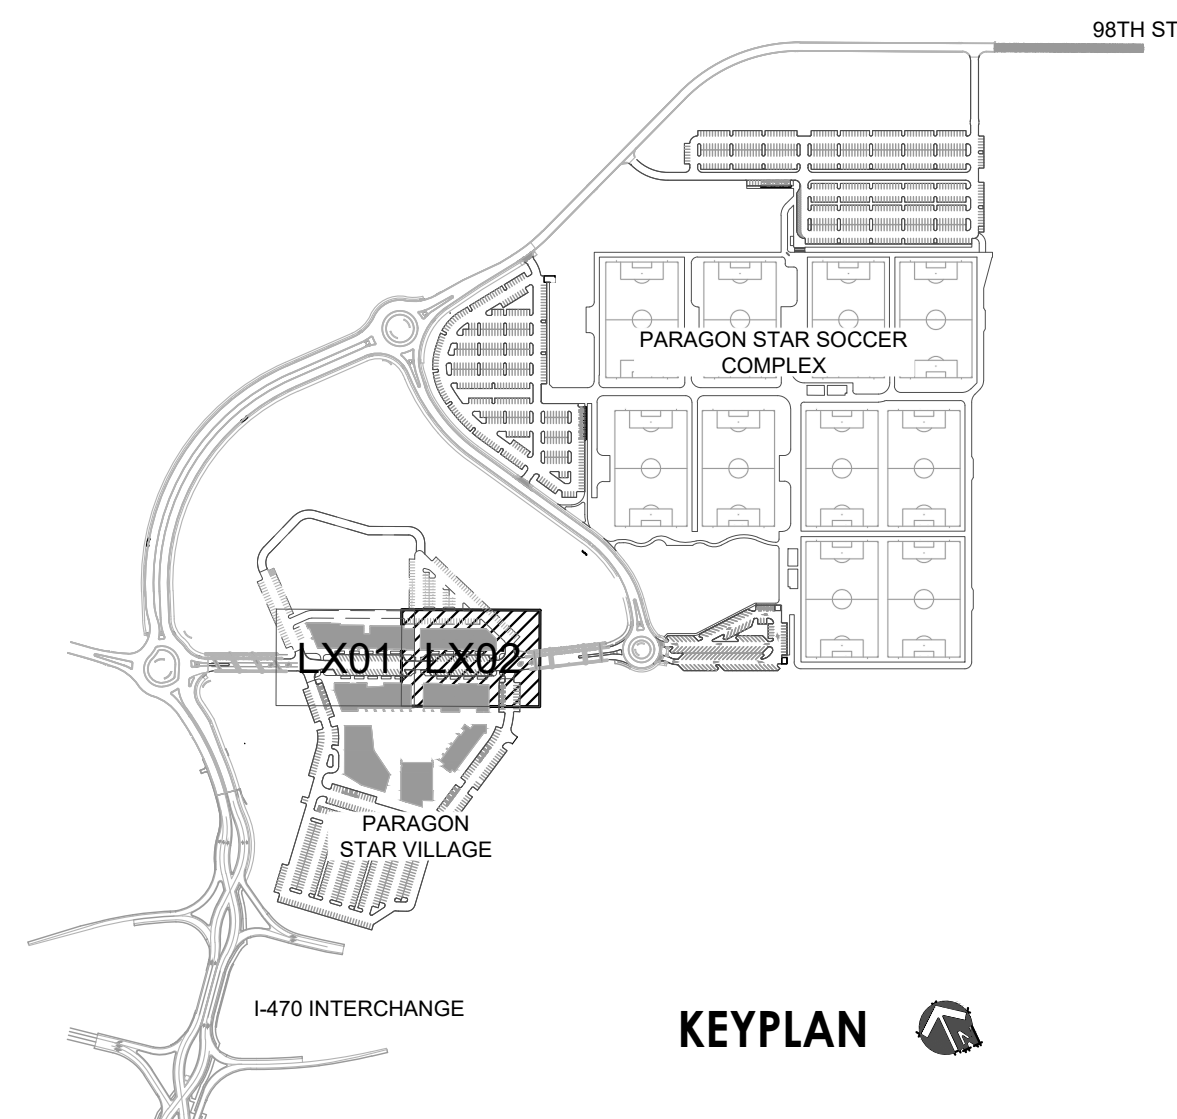 98TH ST
PARAGON STAR SOCCER
COMPLEX
LX01
LX02
PARAGON
STAR VILLAGE
I-470 INTERCHANGE
KEYPLAN
N